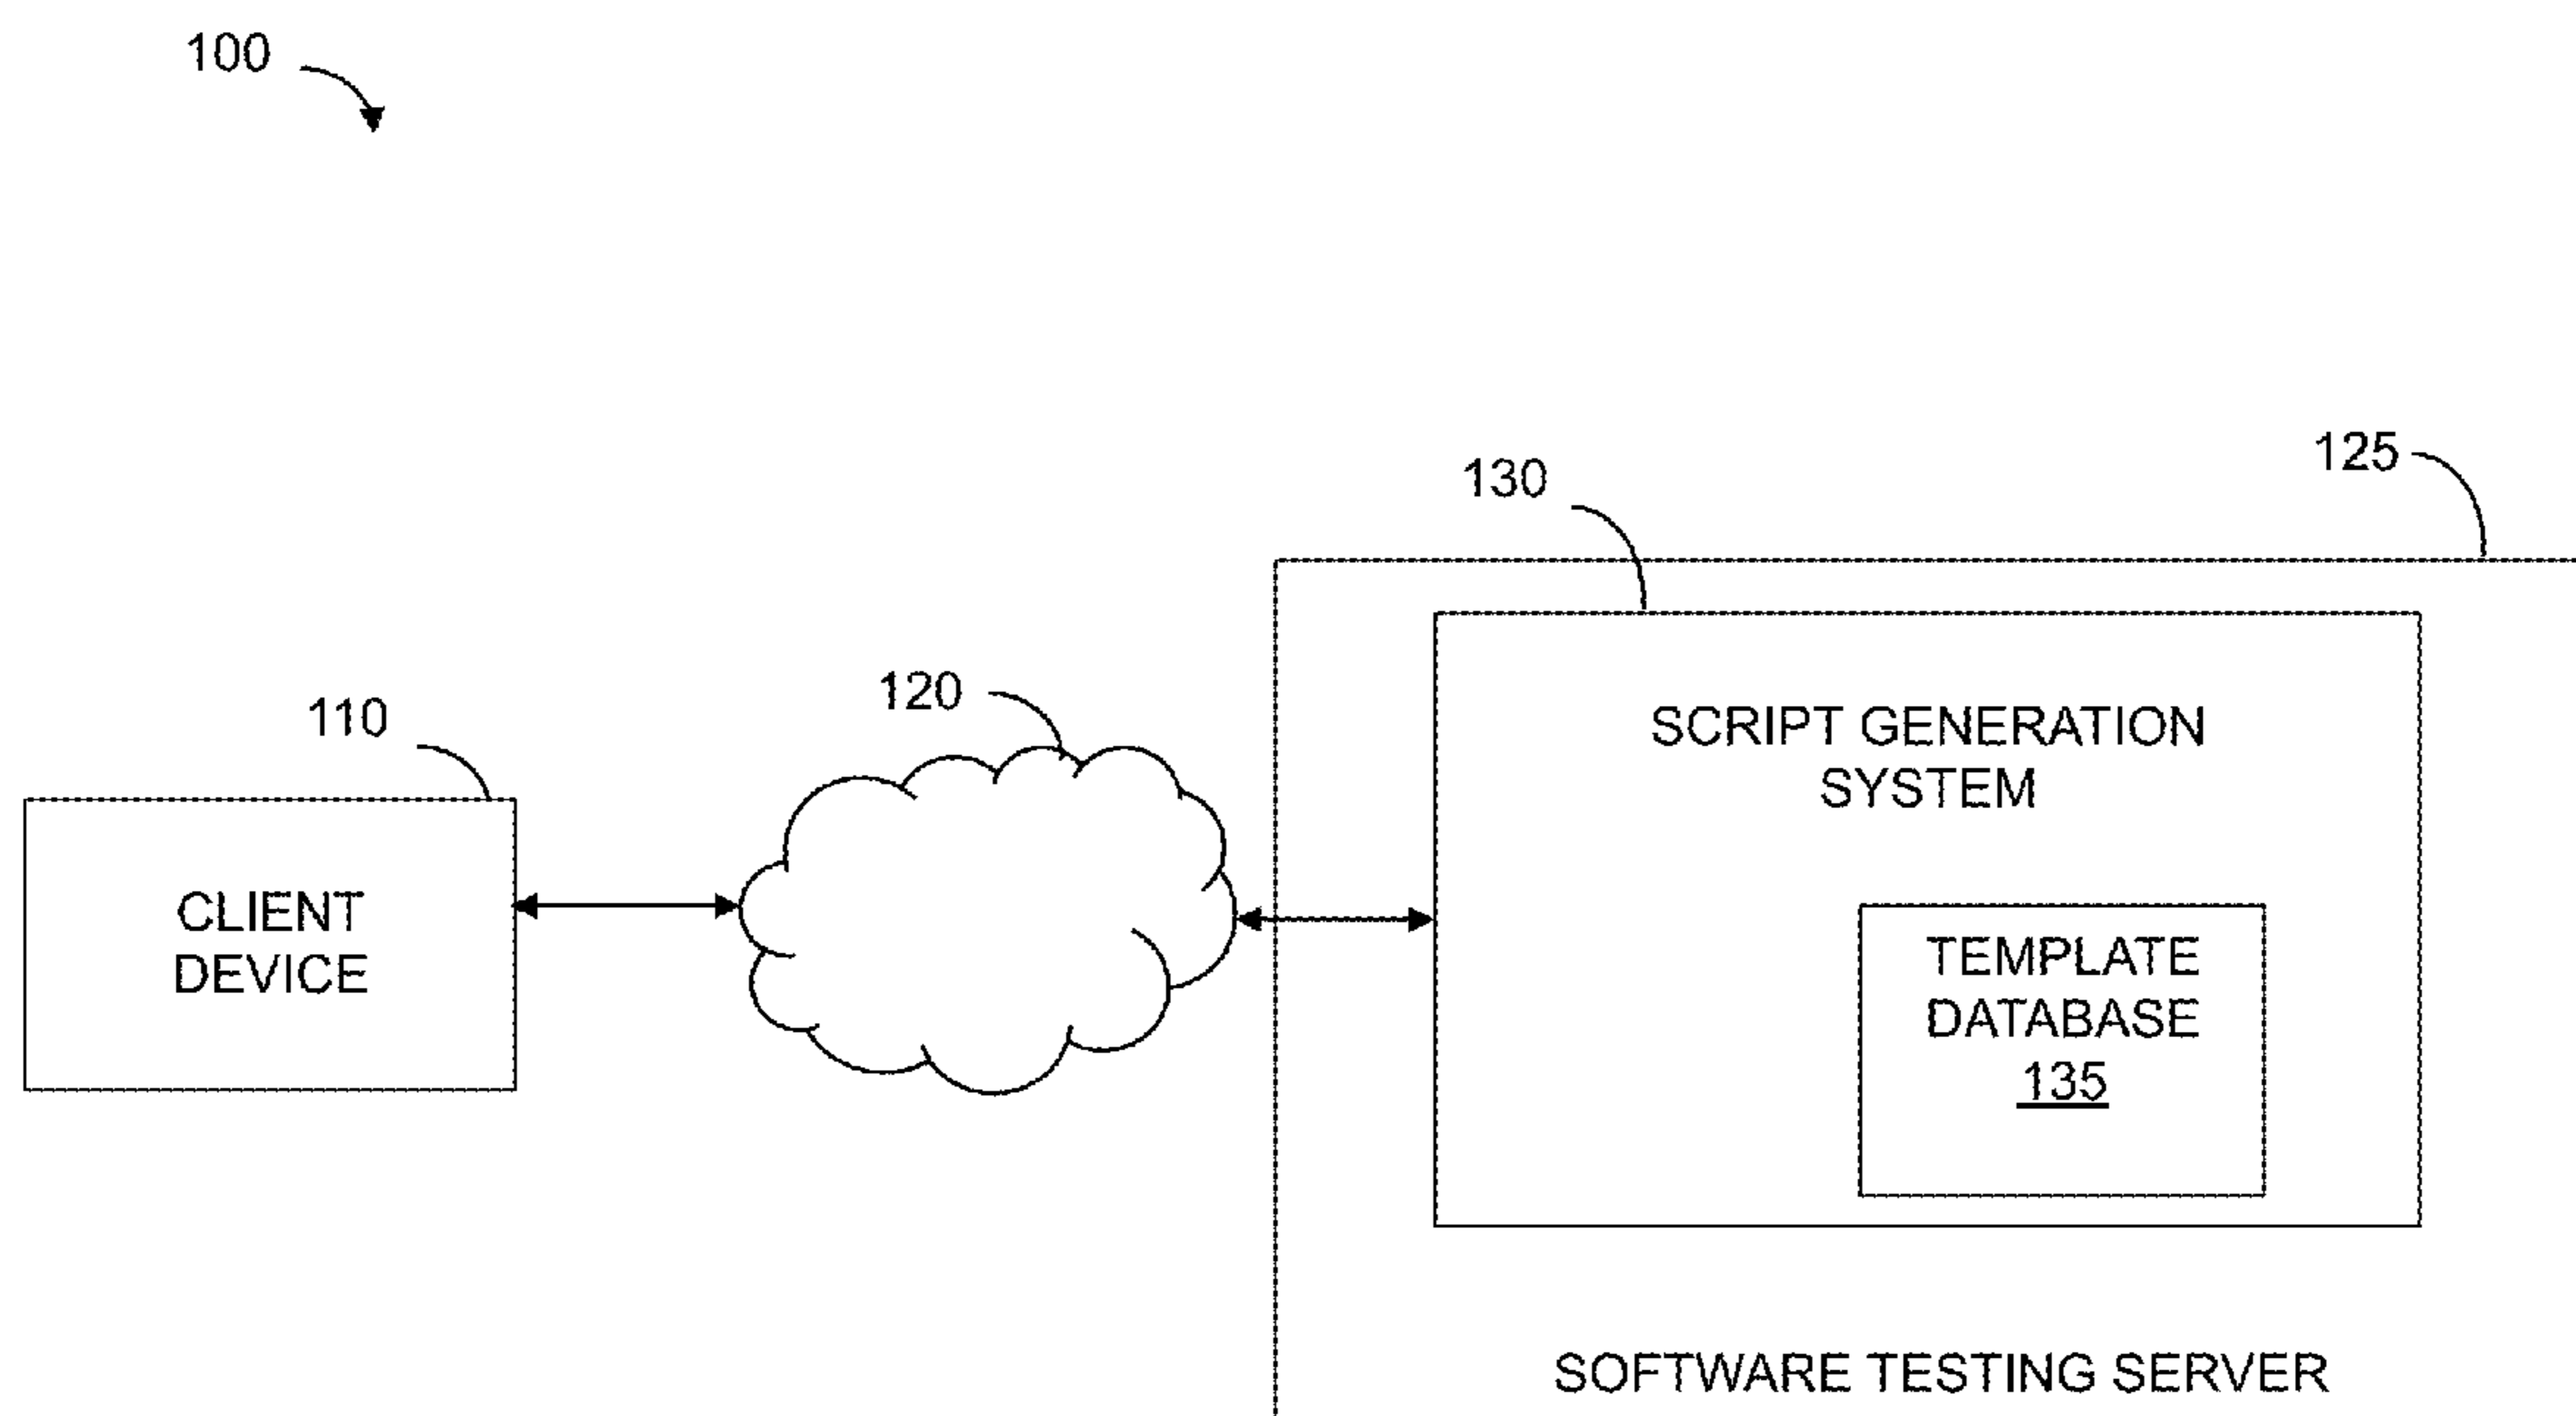 100
125
130
120
110
SCRIPT GENERATION
SYSTEM
CLIENT
DEVICE
TEMPLATE
DATABASE
135
SOFTWARE TESTING SERVER